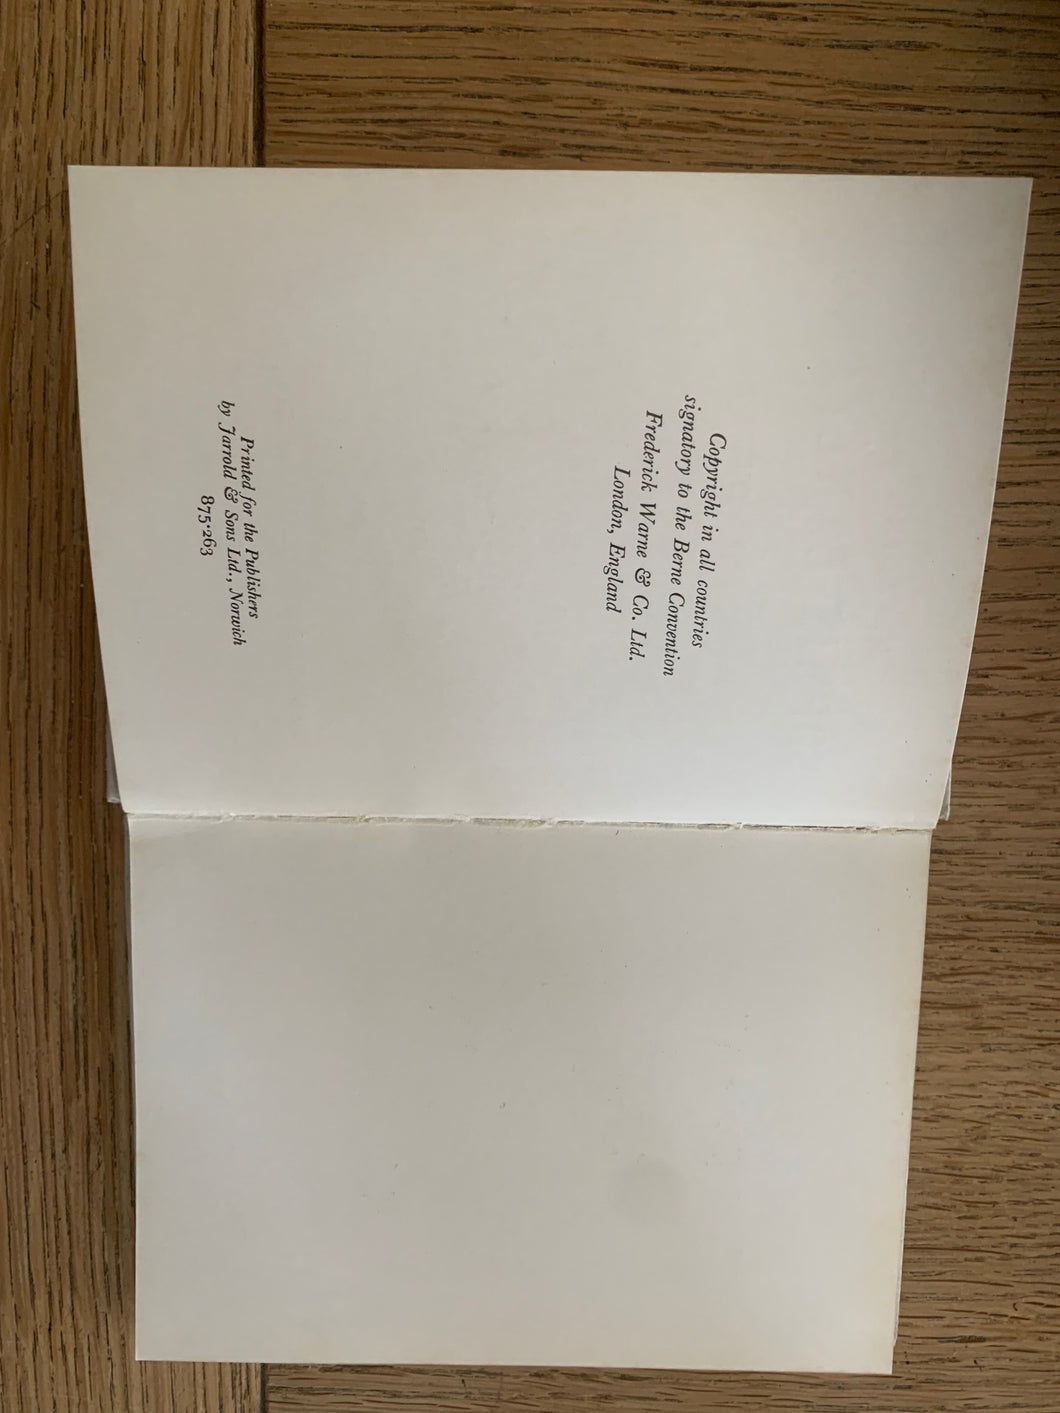 Copyright in all countries
signatory to the Berne Convention
Frederick Warne & Co. Ltd.
London, England
Printed for the Publishers
by Jarrold & Sons Ltd., Norwich
875·263